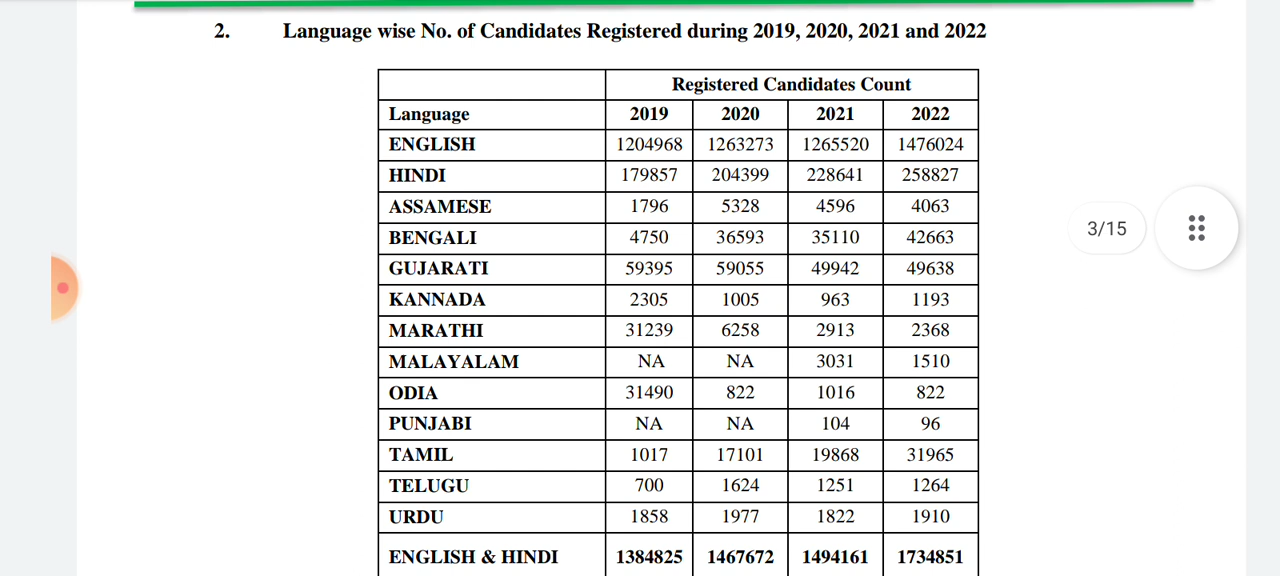 2. Language wise No. of Candidates Registered during 2019, 2020, 2021 and 2022
Registered Candidates Count
Language 2019 2020 2021 2022
ENGLISH 1204968 1263273 1265520 1476024
HINDI 179857 204399 228641 258827
ASSAMESE 1796 5328 4596 4063
BENGALI 4750 36593 35110 42663
GUJARATI 59395 59055 49942 49638
KANNADA 2305 1005 963 1193
MARATHI 31239 6258 2913 2368
MALAYALAM NA NA 3031 1510
ODIA 31490 822 1016 822
PUNJABI NA NA 104 96
TAMIL 1017 17101 19868 31965
TELUGU 700 1624 1251 1264
URDU 1858 1977 1822 1910
ENGLISH & HINDI 1384825 1467672 1494161 1734851
3/15